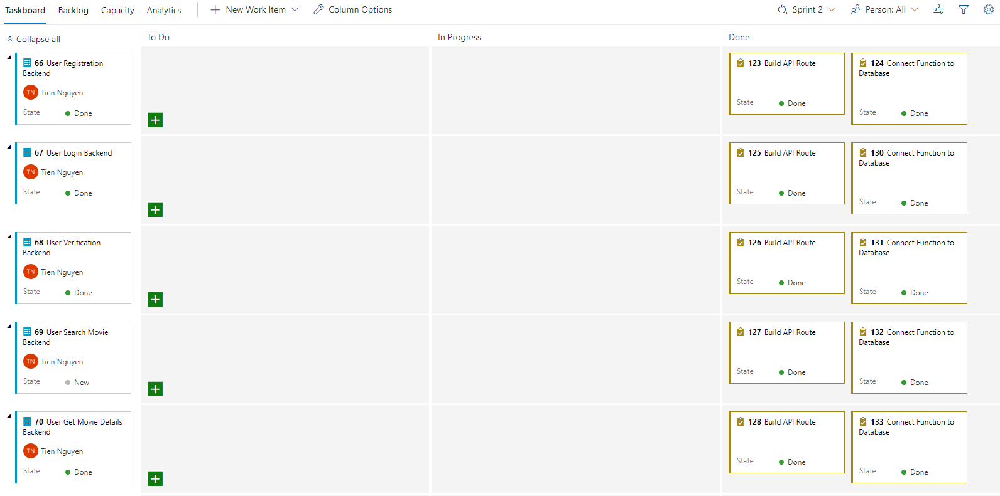 Taskboard Backlog Capacity Analytics New Work Item Column Options Sprint 2 Person: All
Collapse all To Do In Progress Done
66 User Registration
Backend
TN Tien Nguyen
State Done
123 Build API Route
State Done
124 Connect Function to
Database
State Done
67 User Login Backend
TN Tien Nguyen
State Done
125 Build API Route
State Done
130 Connect Function to
Database
State Done
68 User Verification
Backend
TN Tien Nguyen
State Done
126 Build API Route
State Done
131 Connect Function to
Database
State Done
69 User Search Movie
Backend
TN Tien Nguyen
State New
127 Build API Route
State Done
132 Connect Function to
Database
State Done
70 User Get Movie Details
Backend
TN Tien Nguyen
State Done
128 Build API Route
State Done
133 Connect Function to
Database
State Done